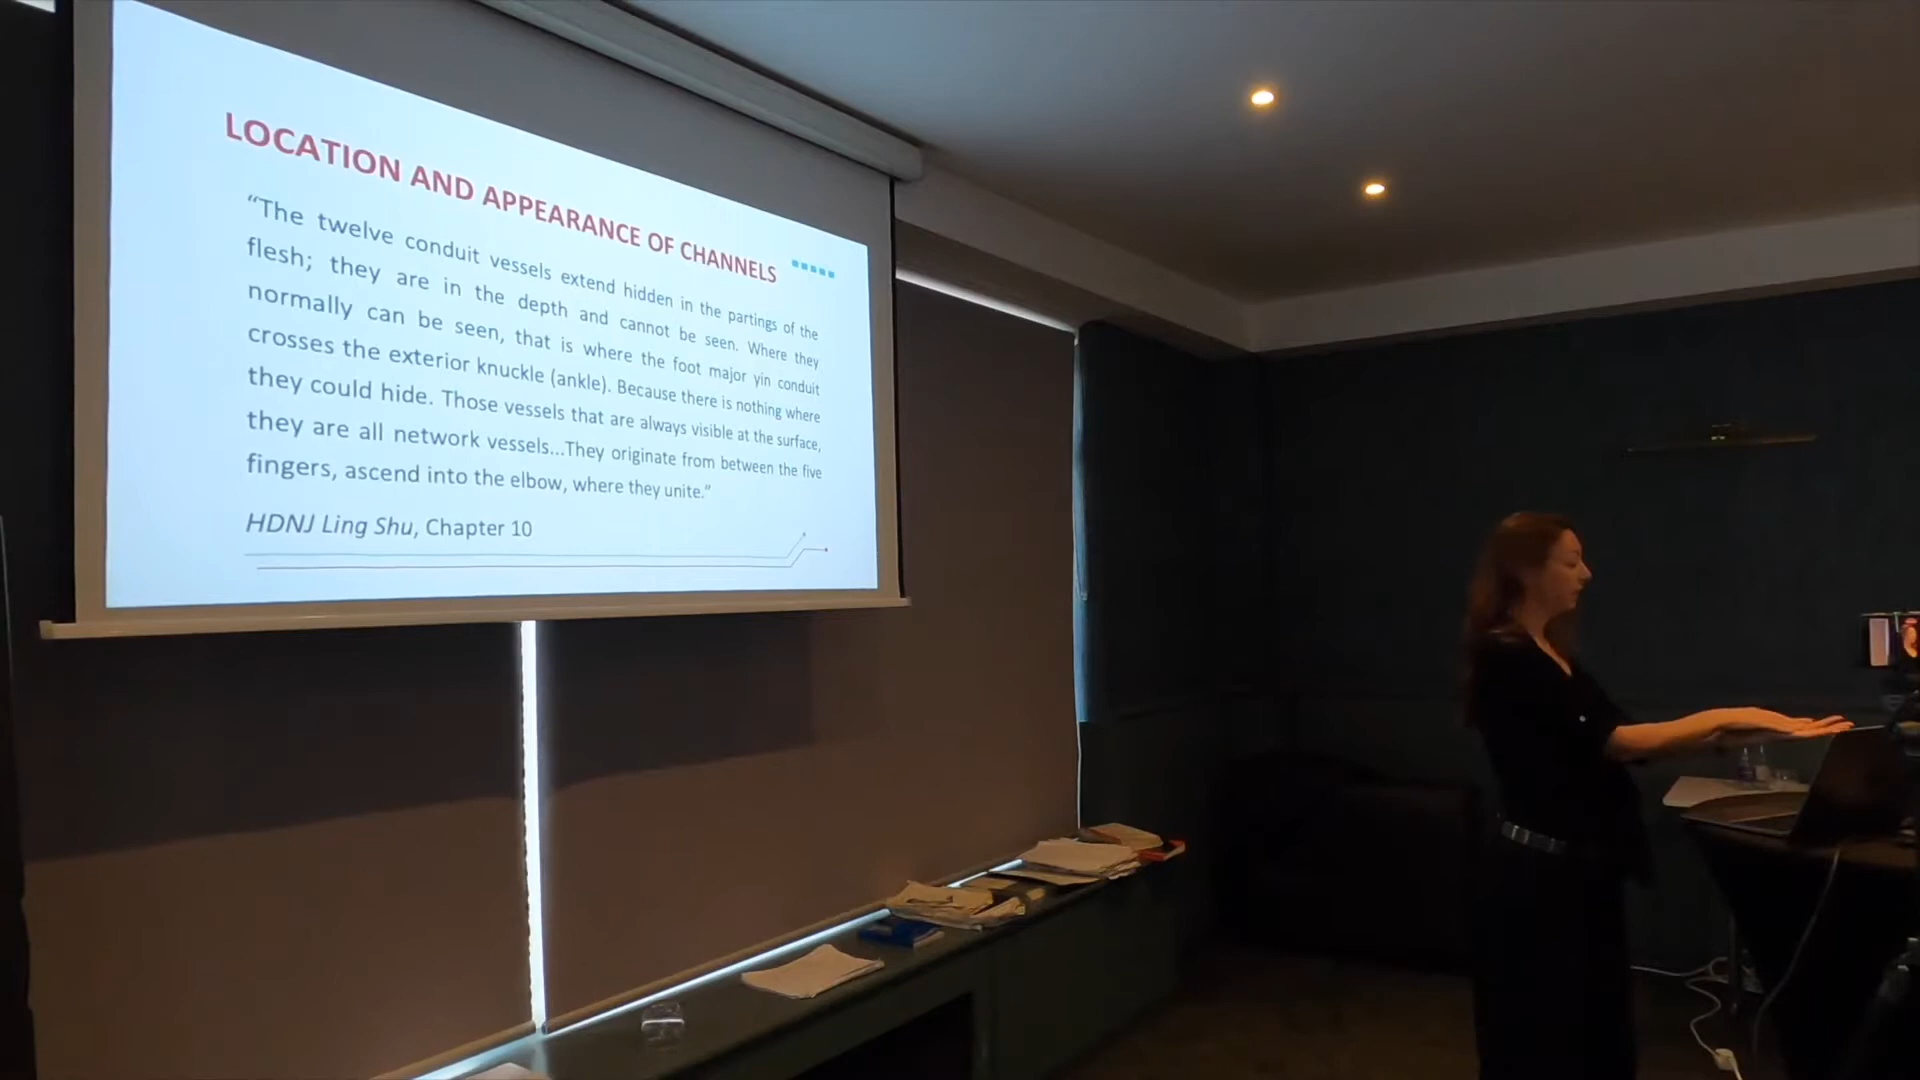 LOCATION AND APPEARANCE OF CHANNELS
“The twelve conduit vessels extend hidden in the partings of the
flesh; they are in the depth and cannot be seen. Where they
normally can be seen, that is where the foot major yin conduit
crosses the exterior knuckle (ankle). Because there is nothing where
they could hide. Those vessels that are always visible at the surface,
they are all network vessels...They originate from between the five
fingers, ascend into the elbow, where they unite.”
HDNJ Ling Shu, Chapter 10